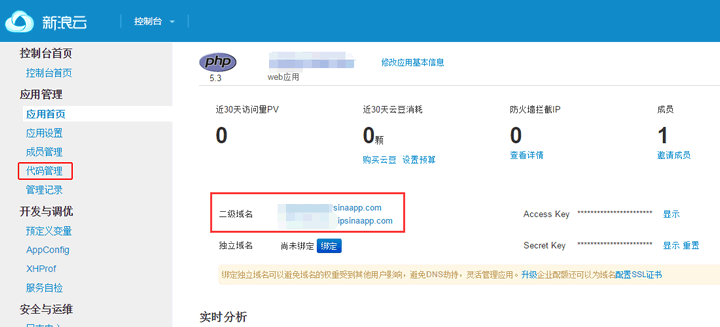 新浪云 控制台
控制台首页
控制台首页
应用管理
应用首页
应用设置
成员管理
代码管理
管理记录
开发与调优
预定义变量
AppConfig
XHProf
服务自检
安全与运维
php
5.3
web应用
修改应用基本信息
近30天访问量PV
0
近30天云豆消耗
0颗
购买云豆 设置预算
防火墙拦截IP
0
查看详情
成员
1
邀请成员
二级域名
sinaapp.com
ipsinaapp.com
独立域名 尚未绑定 绑定
Access Key ********************** 显示
Secret Key ********************** 显示 重置
绑定独立域名可以避免域名的权重受到其他用户影响，避免DNS劫持，灵活管理应用。升级企业配额还可以为域名配置SSL证书
实时分析